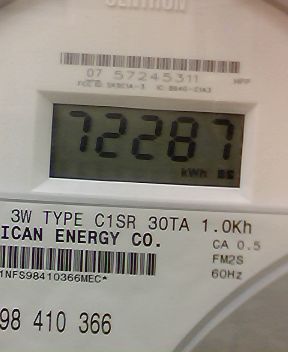 CENTRON
07 57245311
72287
kWh
3W TYPE C1SR 30TA 1.0Kh
ICAN ENERGY CO.
CA 0.5
FM2S
60Hz
1NFS98410366MEC*
98 410 366